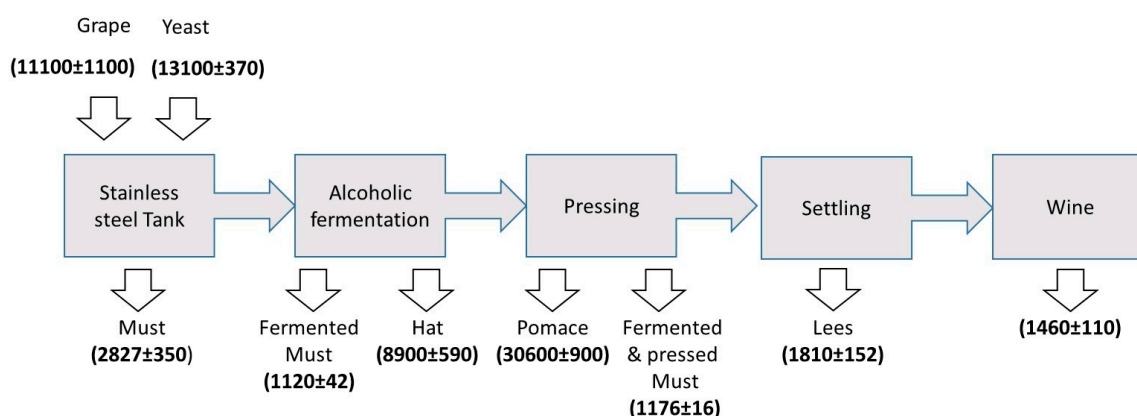 Grape Yeast
(11100±1100) (13100±370)
Stainless
steel Tank
Alcoholic
fermentation
Pressing
Settling
Wine
Must
(2827±350)
Fermented
Must
(1120±42)
Hat
(8900±590)
Pomace
(30600±900)
Fermented
& pressed
Must
(1176±16)
Lees
(1810±152)
(1460±110)